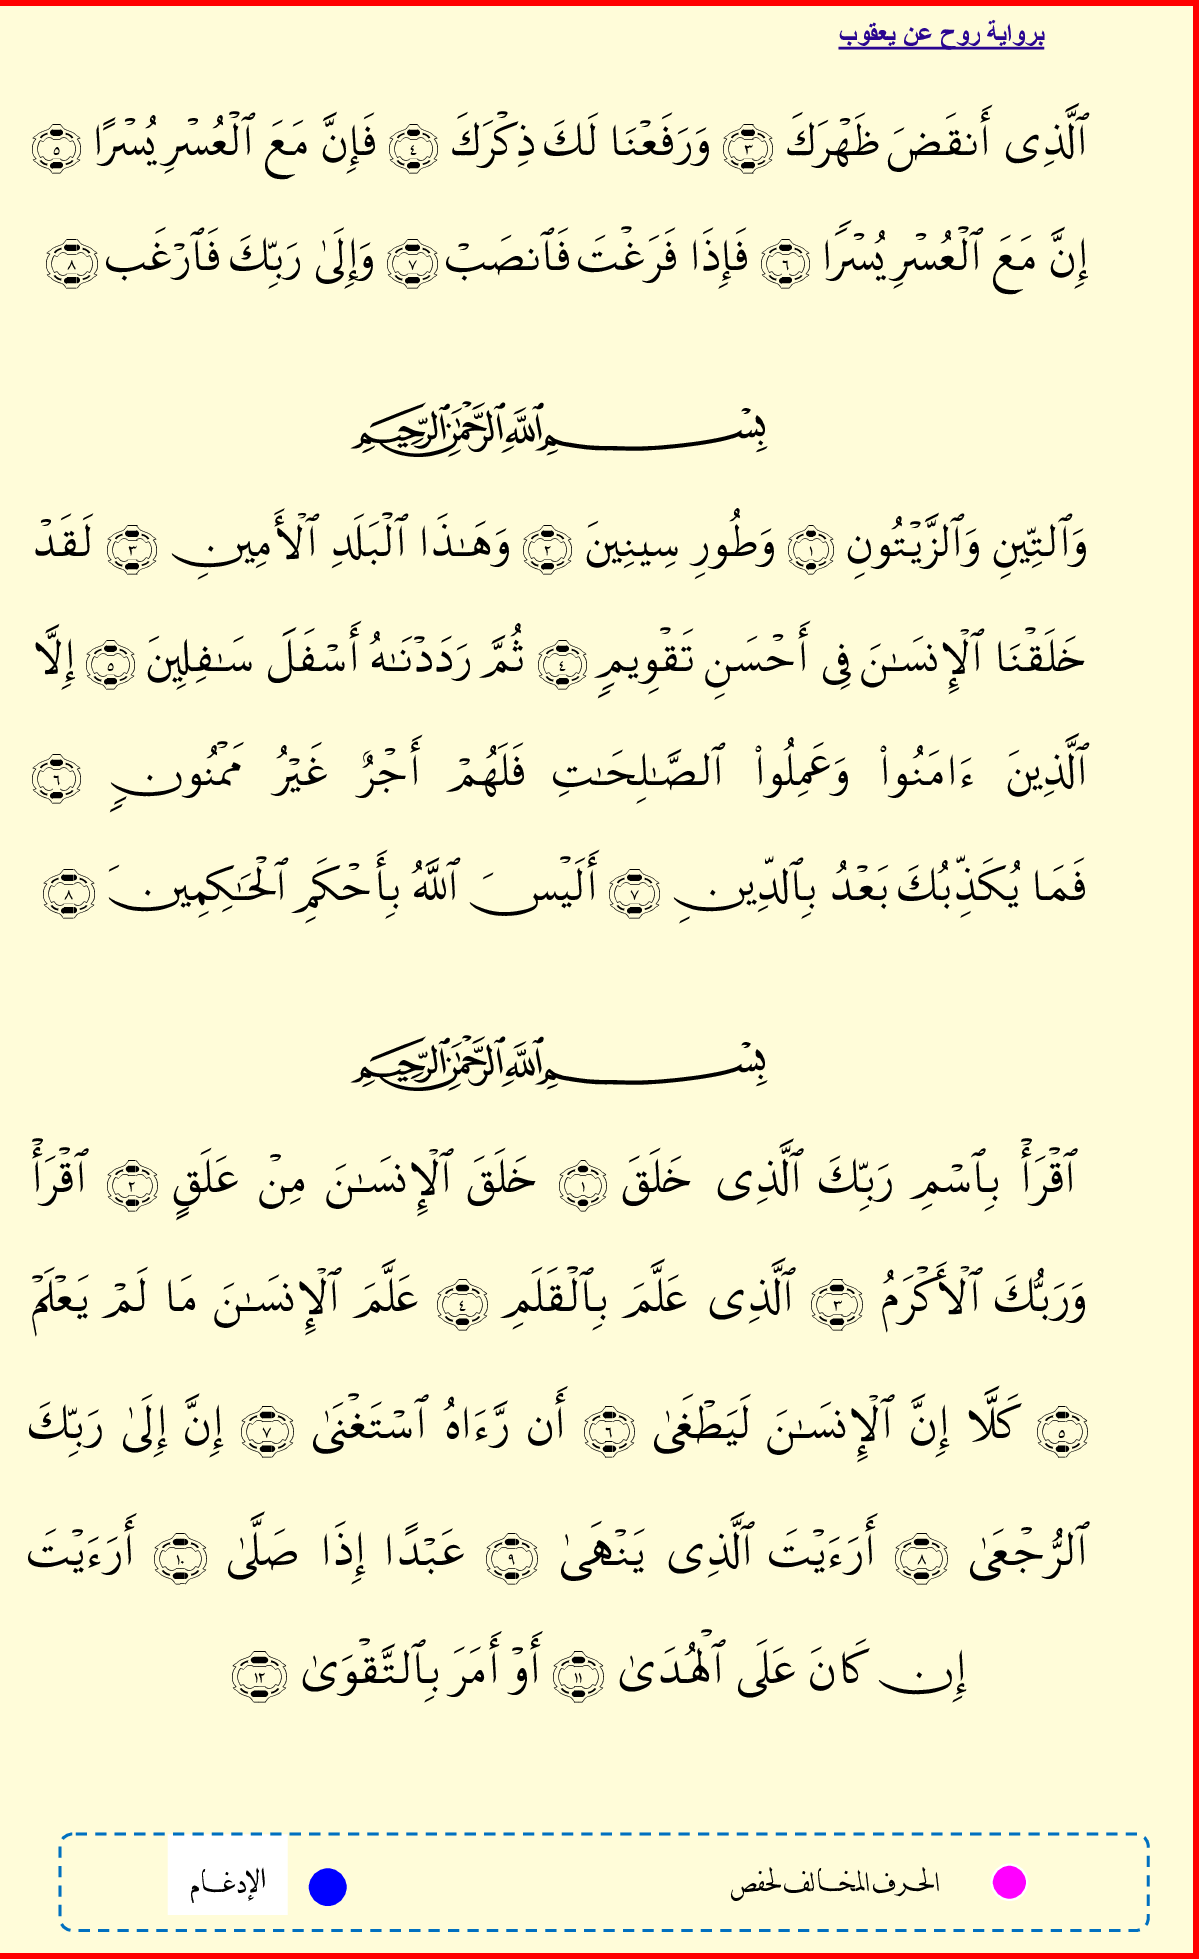 برواية روح عن يعقوب
ٱلَّذِى أَنقَضَ ظَهْرَكَ ٣ وَرَفَعْنَا لَكَ ذِكْرَكَ ٤ فَإِنَّ مَعَ ٱلْعُسْرِ يُسْرًا ٥
إِنَّ مَعَ ٱلْعُسْرِ يُسْرًا ٦ فَإِذَا فَرَغْتَ فَٱنصَبْ ٧ وَإِلَىٰ رَبِّكَ فَٱرْغَب ٨
بِسْمِ ٱللَّهِ ٱلرَّحْمَٰنِ ٱلرَّحِيمِ
وَٱلتِّينِ وَٱلزَّيْتُونِ ١ وَطُورِ سِينِينَ ٢ وَهَـٰذَا ٱلْبَلَدِ ٱلْأَمِينِ ٣ لَقَدْ
خَلَقْنَا ٱلْإِنسَـٰنَ فِى أَحْسَنِ تَقْوِيمٍ ٤ ثُمَّ رَدَدْنَـٰهُ أَسْفَلَ سَـٰفِلِينَ ٥ إِلَّا
ٱلَّذِينَ ءَامَنُوا۟ وَعَمِلُوا۟ ٱلصَّـٰلِحَـٰتِ فَلَهُمْ أَجْرٌ غَيْرُ مَمْنُونٍ ٦
فَمَا يُكَذِّبُكَ بَعْدُ بِٱلدِّينِ ٧ أَلَيْسَ ٱللَّهُ بِأَحْكَمِ ٱلْحَـٰكِمِينَ ٨
بِسْمِ ٱللَّهِ ٱلرَّحْمَٰنِ ٱلرَّحِيمِ
ٱقْرَأْ بِٱسْمِ رَبِّكَ ٱلَّذِى خَلَقَ ١ خَلَقَ ٱلْإِنسَـٰنَ مِنْ عَلَقٍ ٢ ٱقْرَأْ
وَرَبُّكَ ٱلْأَكْرَمُ ٣ ٱلَّذِى عَلَّمَ بِٱلْقَلَمِ ٤ عَلَّمَ ٱلْإِنسَـٰنَ مَا لَمْ يَعْلَمْ
٥ كَلَّا إِنَّ ٱلْإِنسَـٰنَ لَيَطْغَىٰ ٦ أَن رَّءَاهُ ٱسْتَغْنَىٰ ٧ إِنَّ إِلَىٰ رَبِّكَ
ٱلرُّجْعَىٰ ٨ أَرَءَيْتَ ٱلَّذِى يَنْهَىٰ ٩ عَبْدًا إِذَا صَلَّىٰ ١٠ أَرَءَيْتَ
إِن كَانَ عَلَى ٱلْهُدَىٰ ١١ أَوْ أَمَرَ بِٱلتَّقْوَىٰ ١٢
الحرف المخالف لحفص الإدغام